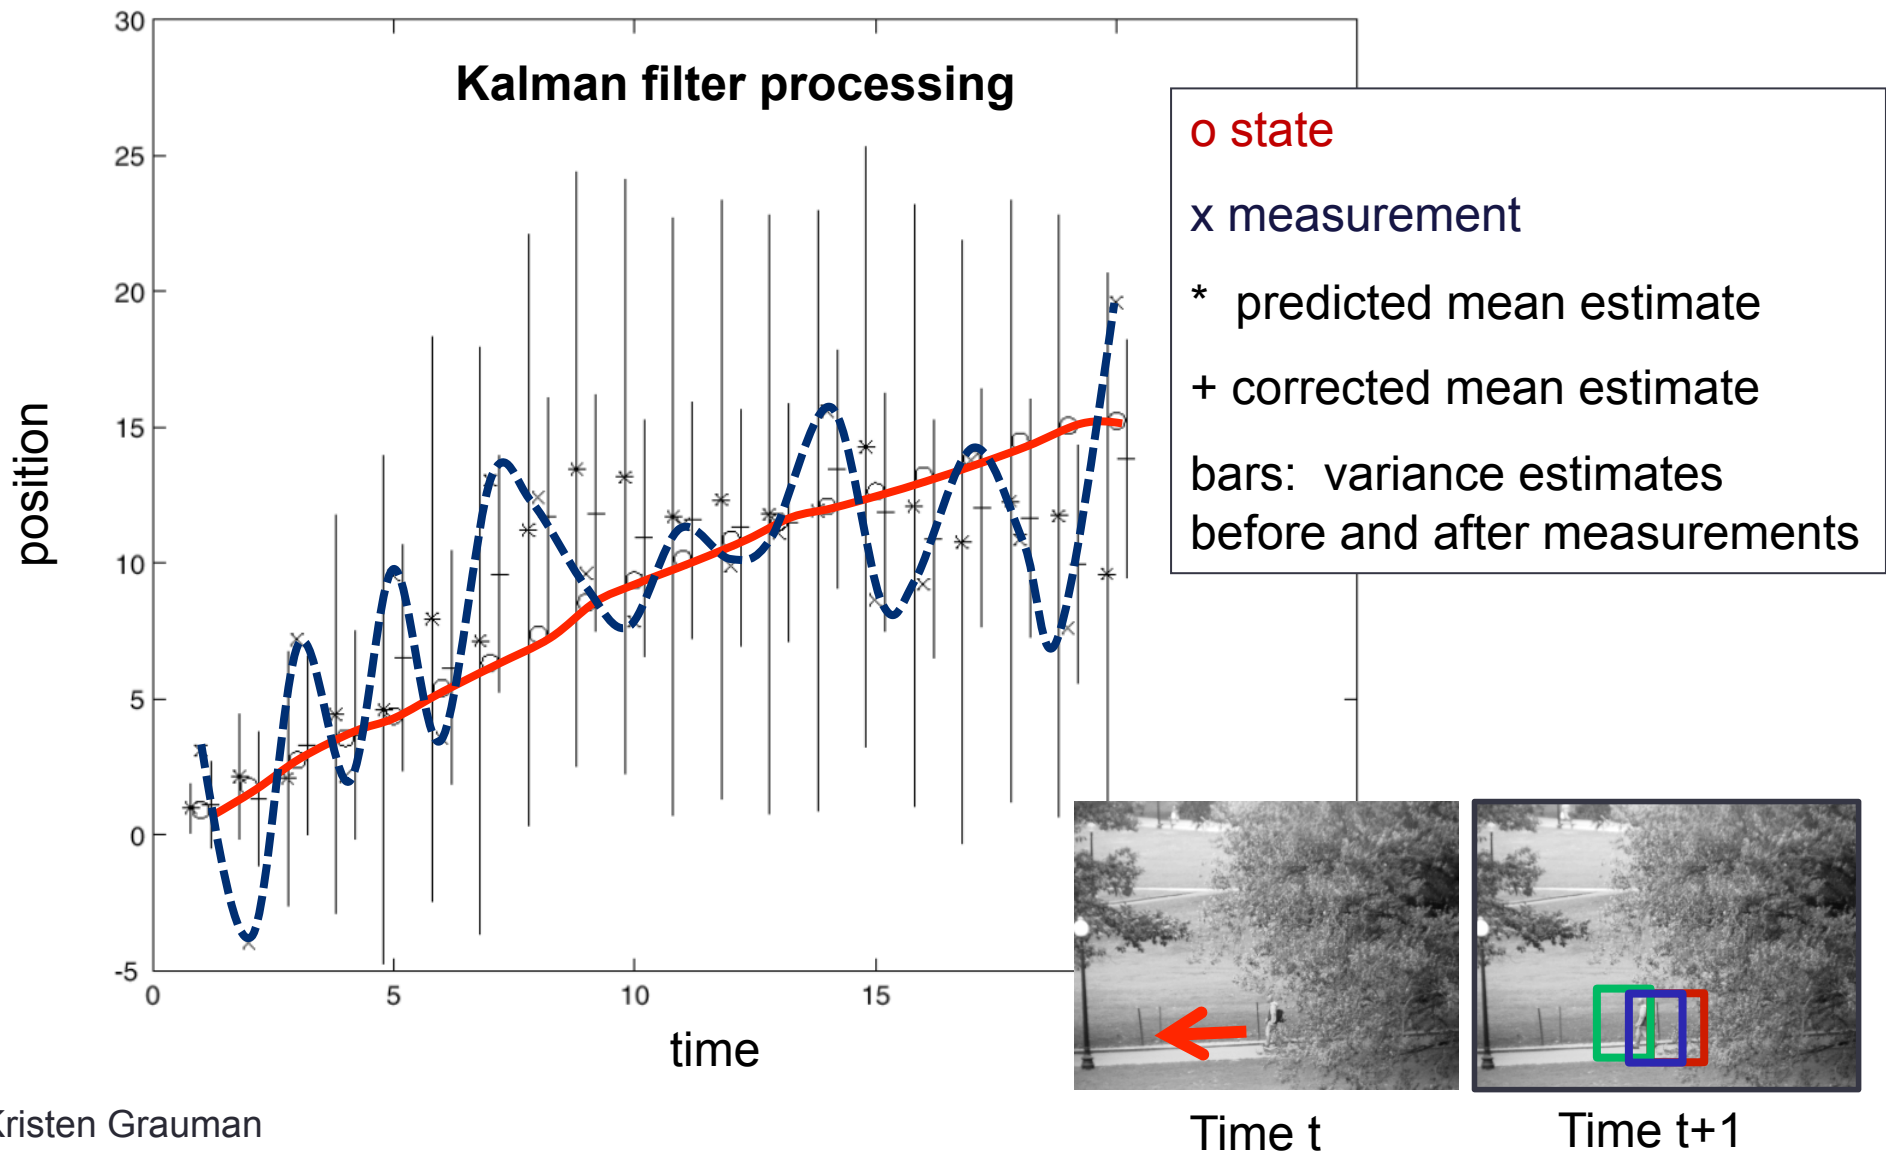 Kalman filter processing
30
25
20
15
10
5
0
-5
0
5
10
15
position
time
o state
x measurement
* predicted mean estimate
+ corrected mean estimate
bars: variance estimates
before and after measurements
Time t
Time t+1
Kristen Grauman